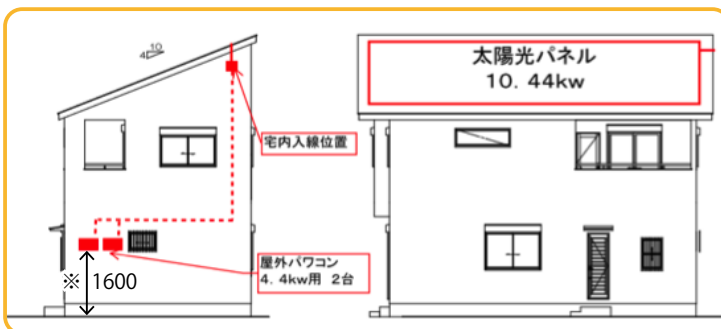 4 10
宅内入線位置
屋外パワコン
4. 4kw用 2台
※ 1600
太陽光パネル
10. 44kw